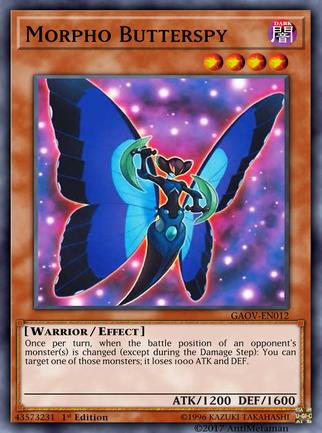 Morpho Butterspy
DARK
闇
GAOV-EN012
[Warrior / Effect]
Once per turn, when the battle position of an opponent's
monster(s) is changed (except during the Damage Step): You can
target one of those monsters; it loses 1000 ATK and DEF.
ATK/1200 DEF/1600
43573231 1st Edition ©1996 KAZUKI TAKAHASHI
©2017 AntiMetaman